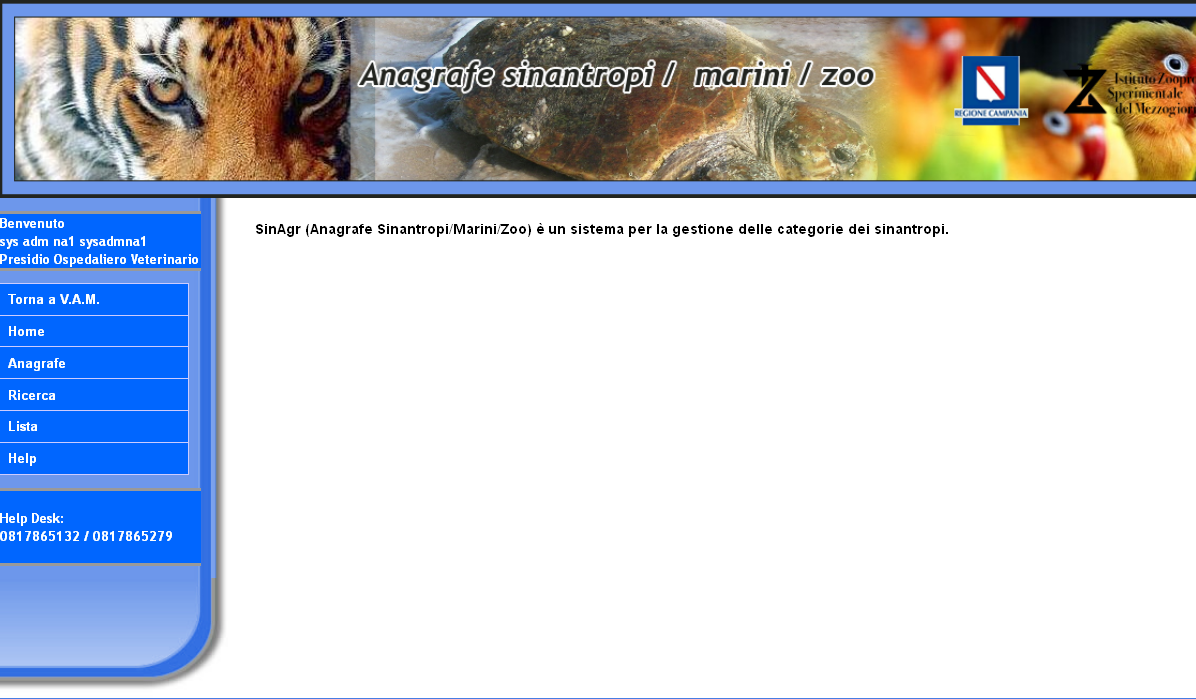 Anagrafe sinantropi / marini / zoo
REGIONE CAMPANIA
Istituto
Sperimentale
del
Benvenuto
sys adm na1 sysadmna1
Presidio Ospedaliero Veterinario
Torna a V.A.M.
Home
Anagrafe
Ricerca
Lista
Help
Help Desk:
0817865132 / 0817865279
SinAgr (Anagrafe Sinantropi/Marini/Zoo) è un sistema per la gestione delle categorie dei sinantropi.